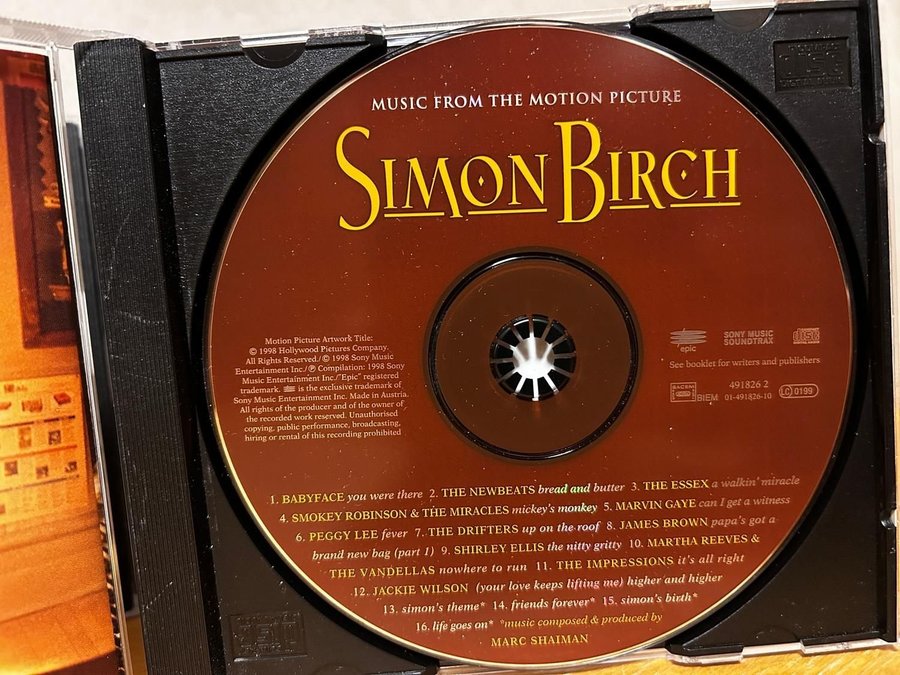 MUSIC FROM THE MOTION PICTURE
SIMON BIRCH
Motion Picture Artwork Title:
© 1998 Hollywood Pictures Company.
All Rights Reserved./© 1998 Sony Music
Entertainment Inc./℗ Compilation: 1998 Sony
Music Entertainment Inc./"Epic" registered
trademark. is the exclusive trademark of
Sony Music Entertainment Inc. Made in Austria.
All rights of the producer and of the owner of
the recorded work reserved. Unauthorised
copying, public performance, broadcasting,
hiring or rental of this recording prohibited
epic
SONY MUSIC
SOUNDTRAX
See booklet for writers and publishers
SACEM
BIEM
491826 2
01-491826-10
LC 0199
1. BABYFACE you were there 2. THE NEWBEATS bread and butter 3. THE ESSEX a walkin' miracle
4. SMOKEY ROBINSON & THE MIRACLES mickey's monkey 5. MARVIN GAYE can I get a witness
6. PEGGY LEE fever 7. THE DRIFTERS up on the roof 8. JAMES BROWN papa's got a
brand new bag (part 1) 9. SHIRLEY ELLIS the nitty gritty 10. MARTHA REEVES &
THE VANDELLAS nowhere to run 11. THE IMPRESSIONS it's all right
12. JACKIE WILSON (your love keeps lifting me) higher and higher
13. simon's theme* 14. friends forever* 15. simon's birth*
16. life goes on* *music composed & produced by
MARC SHAIMAN